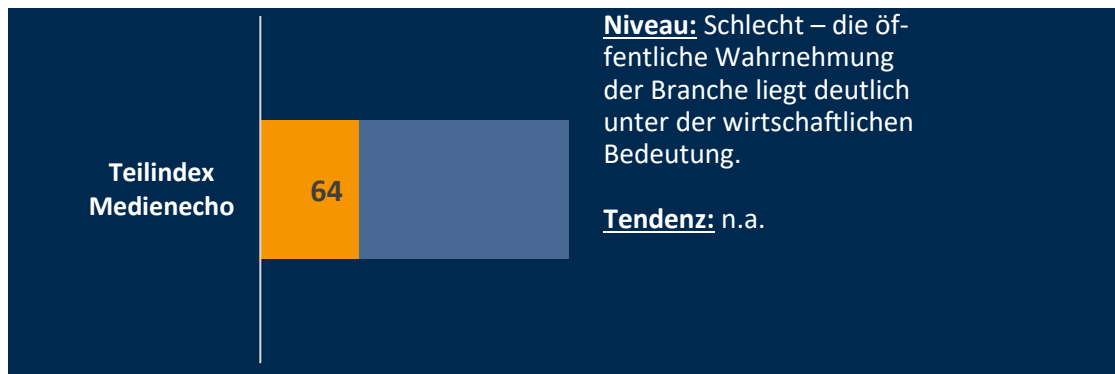 Teilindex
Medienecho
64
Niveau: Schlecht – die öf-
fentliche Wahrnehmung
der Branche liegt deutlich
unter der wirtschaftlichen
Bedeutung.
Tendenz: n.a.